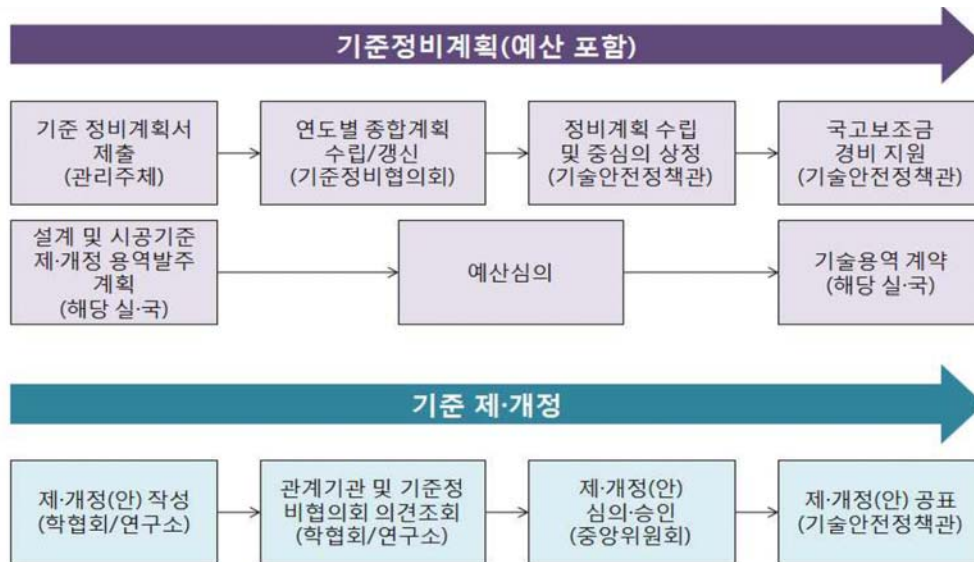 기준정비계획(예산 포함)
기준 정비계획서
제출
(관리주체)
연도별 종합계획
수립/갱신
(기준정비협의회)
정비계획 수립
및 중심의 상정
(기술안전정책관)
국고보조금
경비 지원
(기술안전정책관)
설계 및 시공기준
제·개정 용역발주
계획
(해당 실·국)
예산심의
기술용역 계약
(해당 실·국)
기준 제·개정
제·개정(안) 작성
(학협회/연구소)
관계기관 및 기준정
비협의회 의견조회
(학협회/연구소)
제·개정(안)
심의·승인
(중앙위원회)
제·개정(안) 공표
(기술안전정책관)